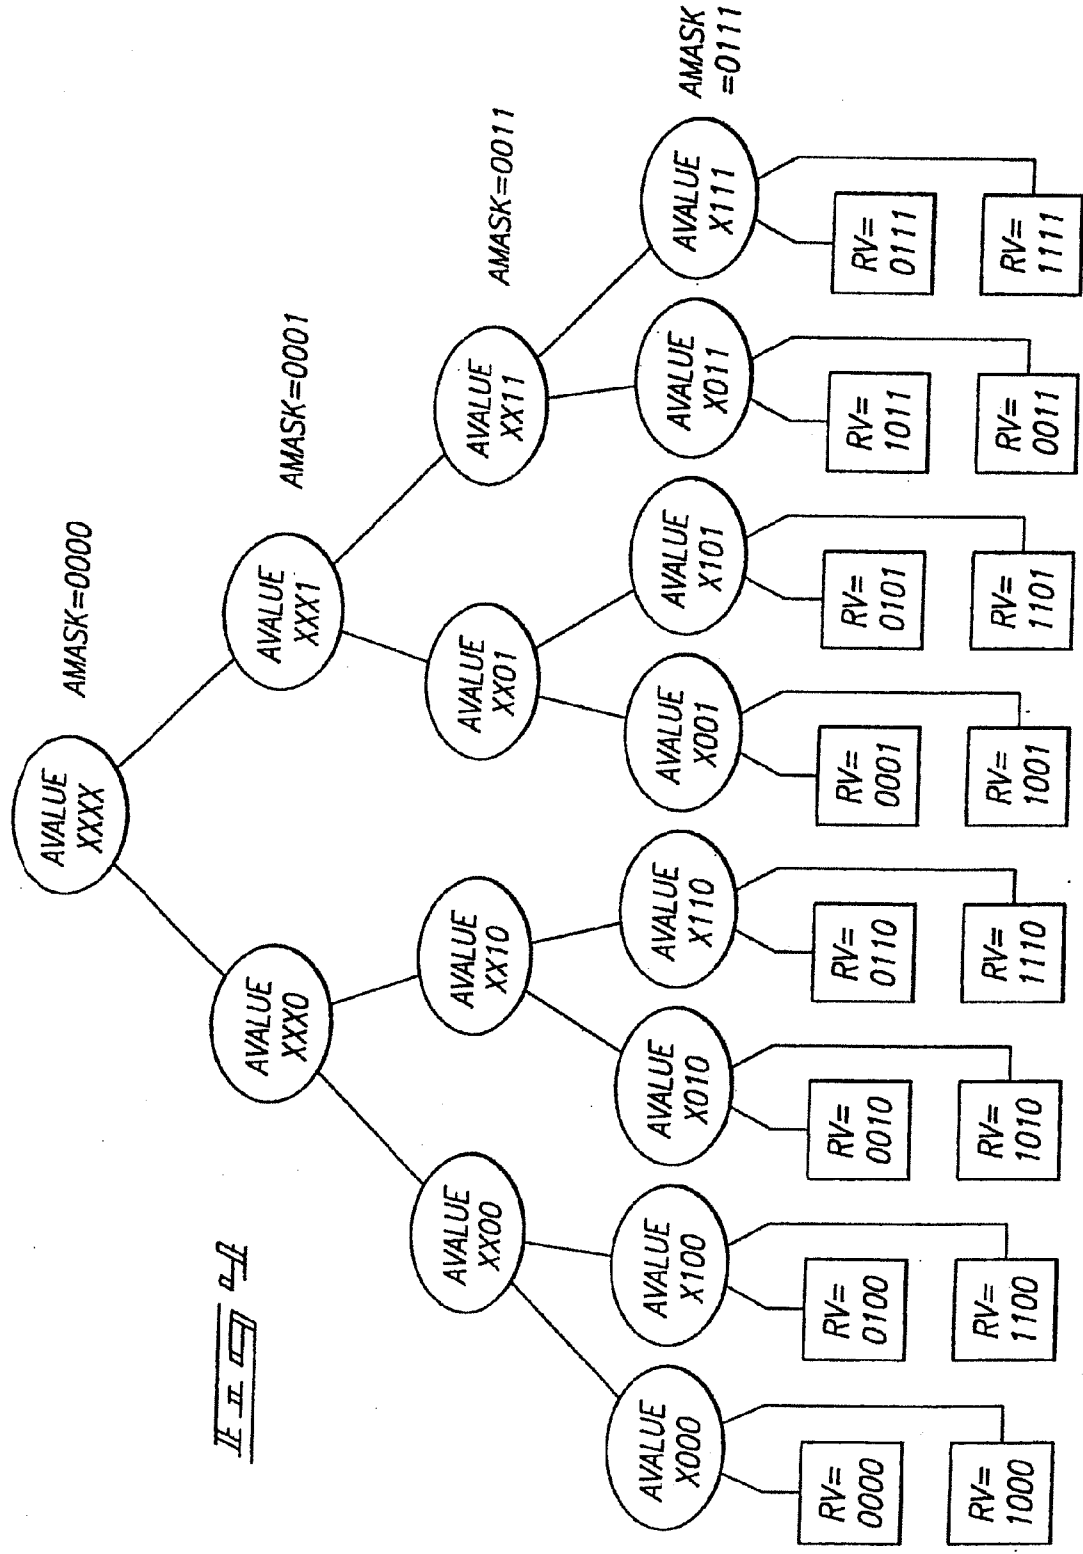 AVALUE
XXXX
AMASK=0000
AVALUE
XXX0
AVALUE
XXX1
AMASK=0001
AVALUE
XX00
AVALUE
XX10
AVALUE
XX01
AVALUE
XX11
AMASK=0011
AVALUE
X000
AVALUE
X100
AVALUE
X010
AVALUE
X110
AVALUE
X001
AVALUE
X101
AVALUE
X011
AVALUE
X111
AMASK
=0111
RV=
0000
RV=
0100
RV=
0010
RV=
0110
RV=
0001
RV=
0101
RV=
1011
RV=
0111
RV=
1000
RV=
1100
RV=
1010
RV=
1110
RV=
1001
RV=
1101
RV=
0011
RV=
1111
Fig 4